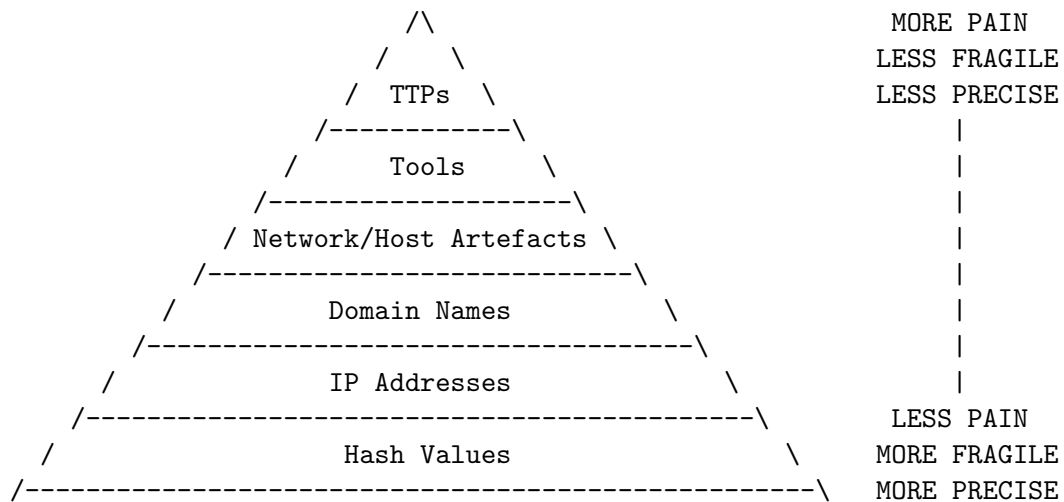 MORE PAIN
LESS FRAGILE
TTPs LESS PRECISE
Tools
Network/Host Artefacts
Domain Names
IP Addresses
LESS PAIN
Hash Values MORE FRAGILE
MORE PRECISE